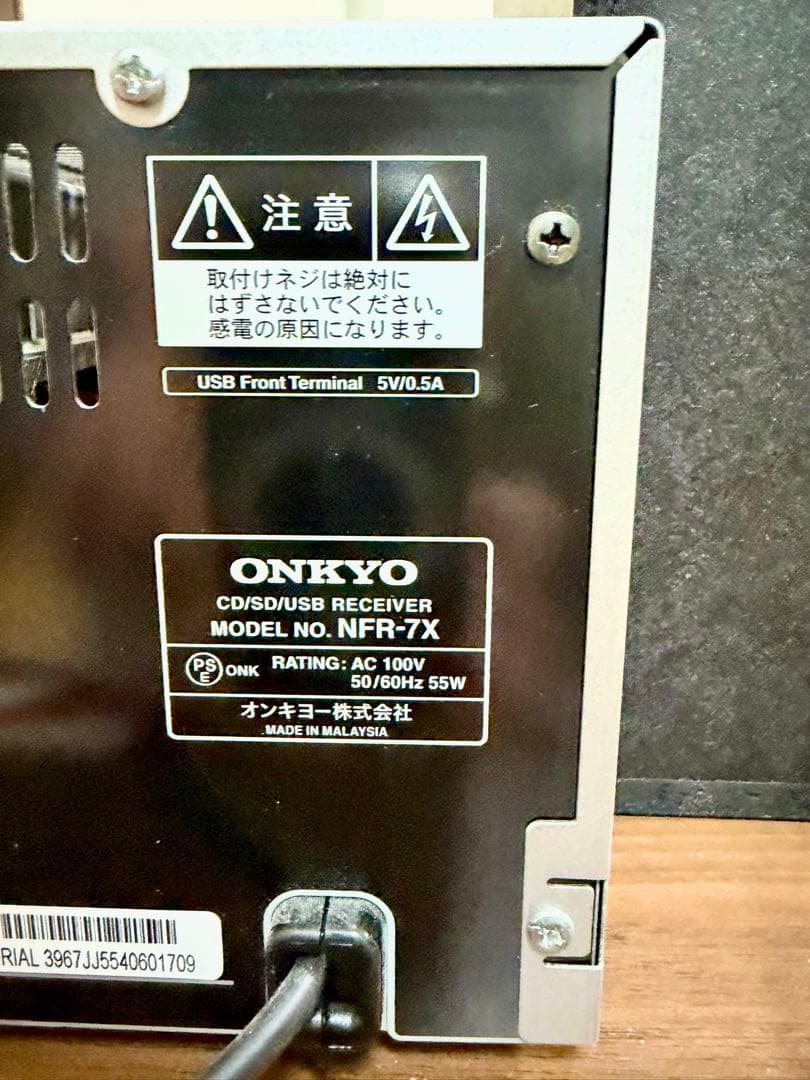 注意
取付けネジは絶対に
はずさないでください。
感電の原因になります。
USB Front Terminal 5V/0.5A
ONKYO
CD/SD/USB RECEIVER
MODEL NO. NFR-7X
PS
E
ONK
RATING: AC 100V
50/60Hz 55W
オンキヨー株式会社
MADE IN MALAYSIA
RIAL 3967JJ5540601709